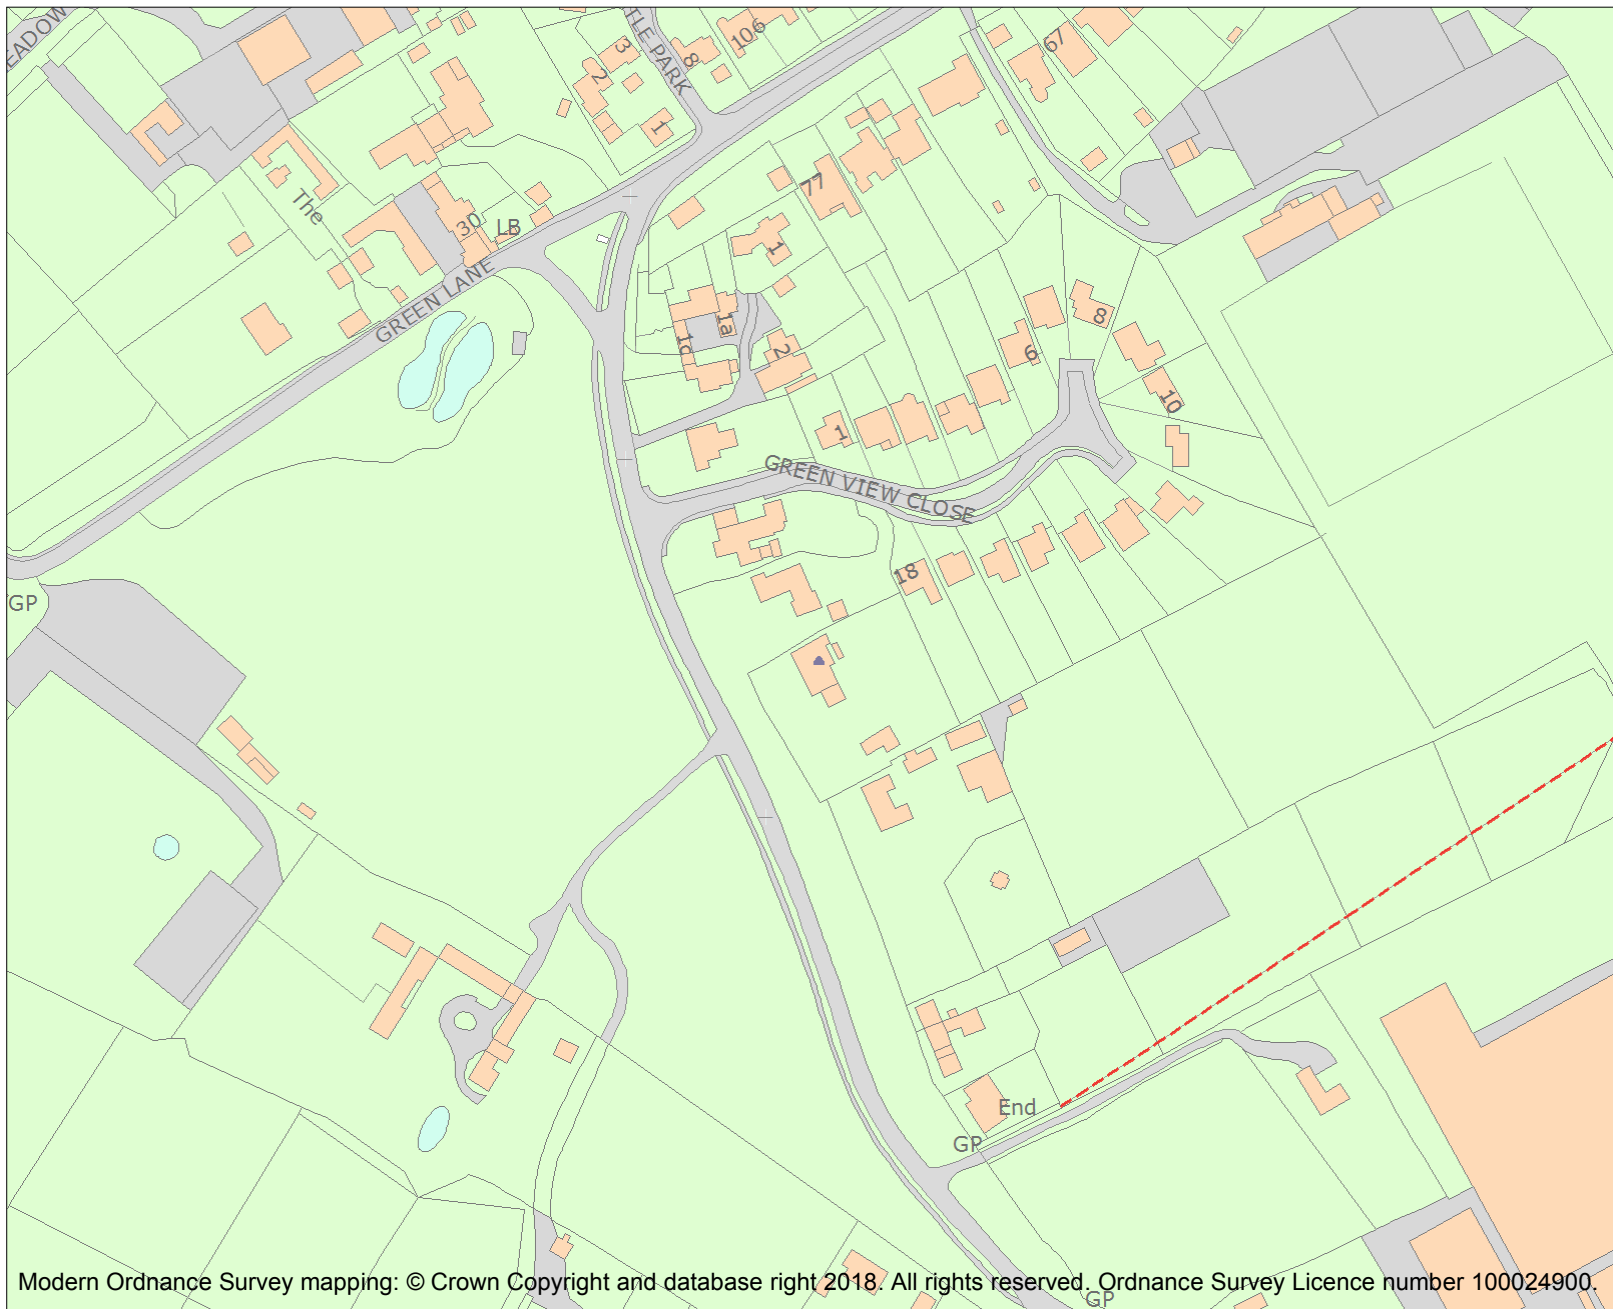 EADOW
TLE PARK
3
2
1
8
106
67
77
The
30
LB
GREEN LANE
1
1a
1c
2
8
6
10
1
GREEN VIEW CLOSE
18
GP
End
GP
GP
Modern Ordnance Survey mapping: © Crown Copyright and database right 2018. All rights reserved. Ordnance Survey Licence number 100024900.